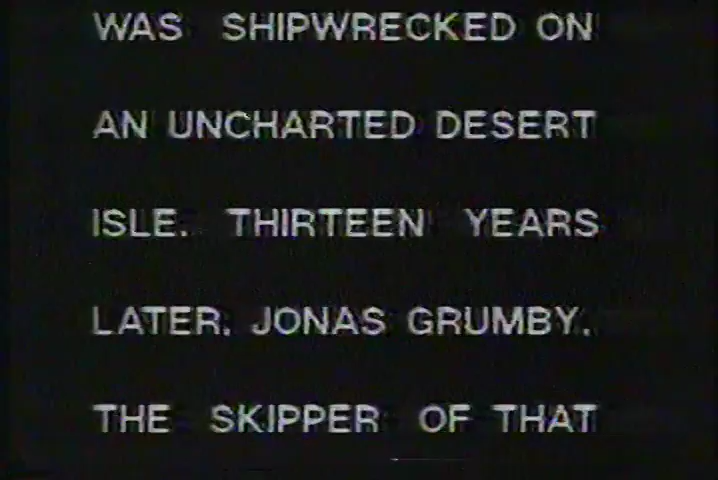 WAS SHIPWRECKED ON
AN UNCHARTED DESERT
ISLE. THIRTEEN YEARS
LATER, JONAS GRUMBY,
THE SKIPPER OF THAT